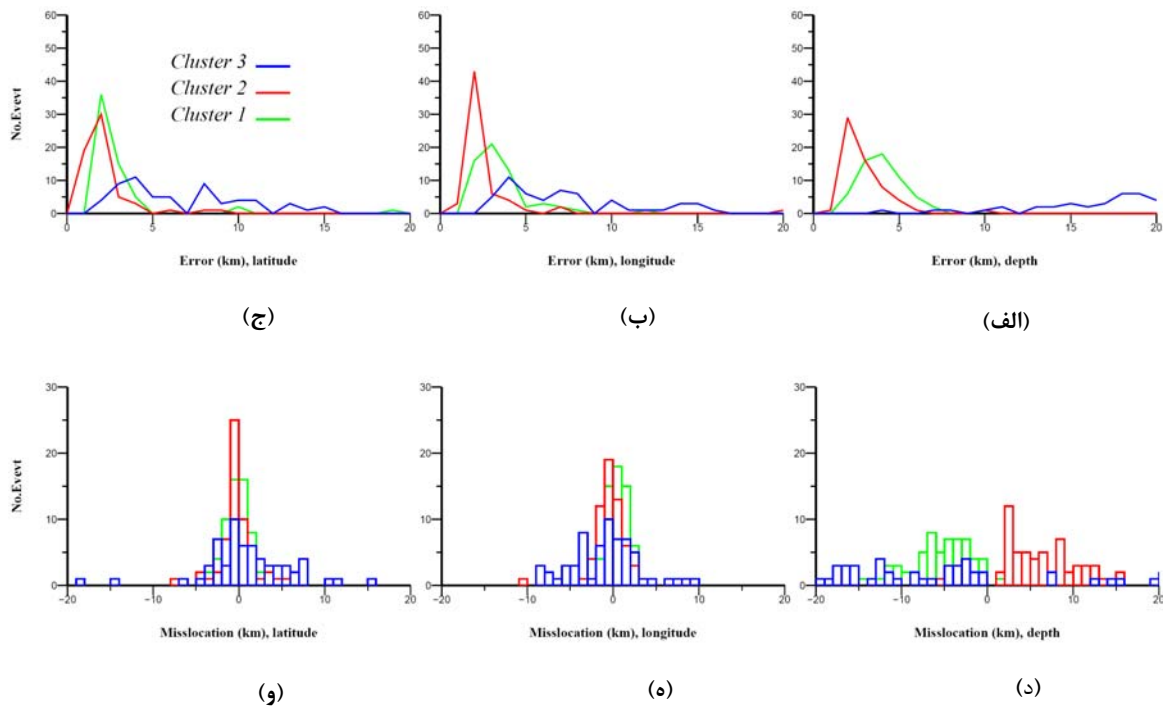 60
50
40
30
20
10
0
0 5 10 15 20
No.Evevt
Cluster 3
Cluster 2
Cluster 1
Error (km), latitude
(ج)
60
50
40
30
20
10
0
0 5 10 15 20
Error (km), longitude
(ب)
60
50
40
30
20
10
0
0 5 10 15 20
Error (km), depth
(الف)
30
20
10
0
−20 −10 0 10 20
No.Evevt
Misslocation (km), latitude
(و)
30
20
10
0
−20 −10 0 10 20
Misslocation (km), longitude
(ه)
30
20
10
0
−20 −10 0 10 20
Misslocation (km), depth
(د)